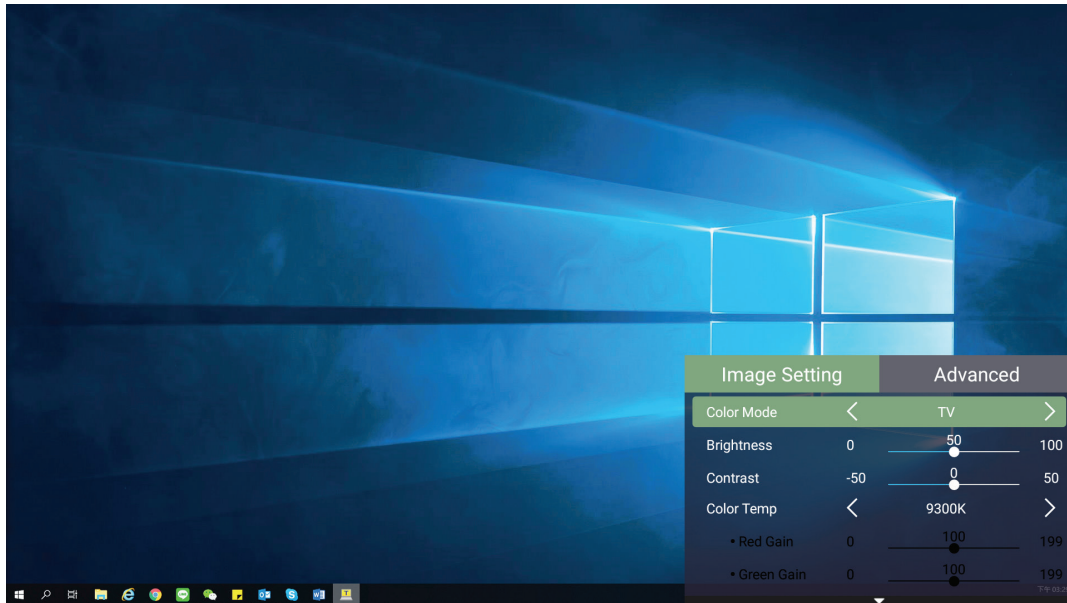 Image Setting Advanced
Color Mode TV
Brightness 0 50 100
Contrast -50 0 50
Color Temp 9300K
• Red Gain 0 100 199
• Green Gain 0 100 199